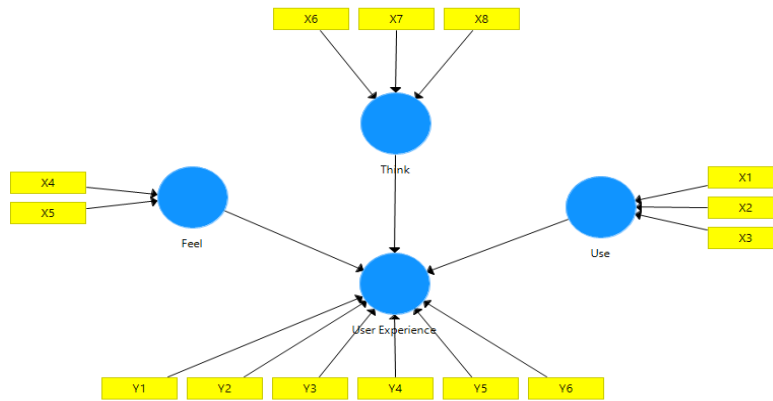 X6 X7 X8
Think
X4
X5
Feel
X1
X2
X3
Use
User Experience
Y1 Y2 Y3 Y4 Y5 Y6